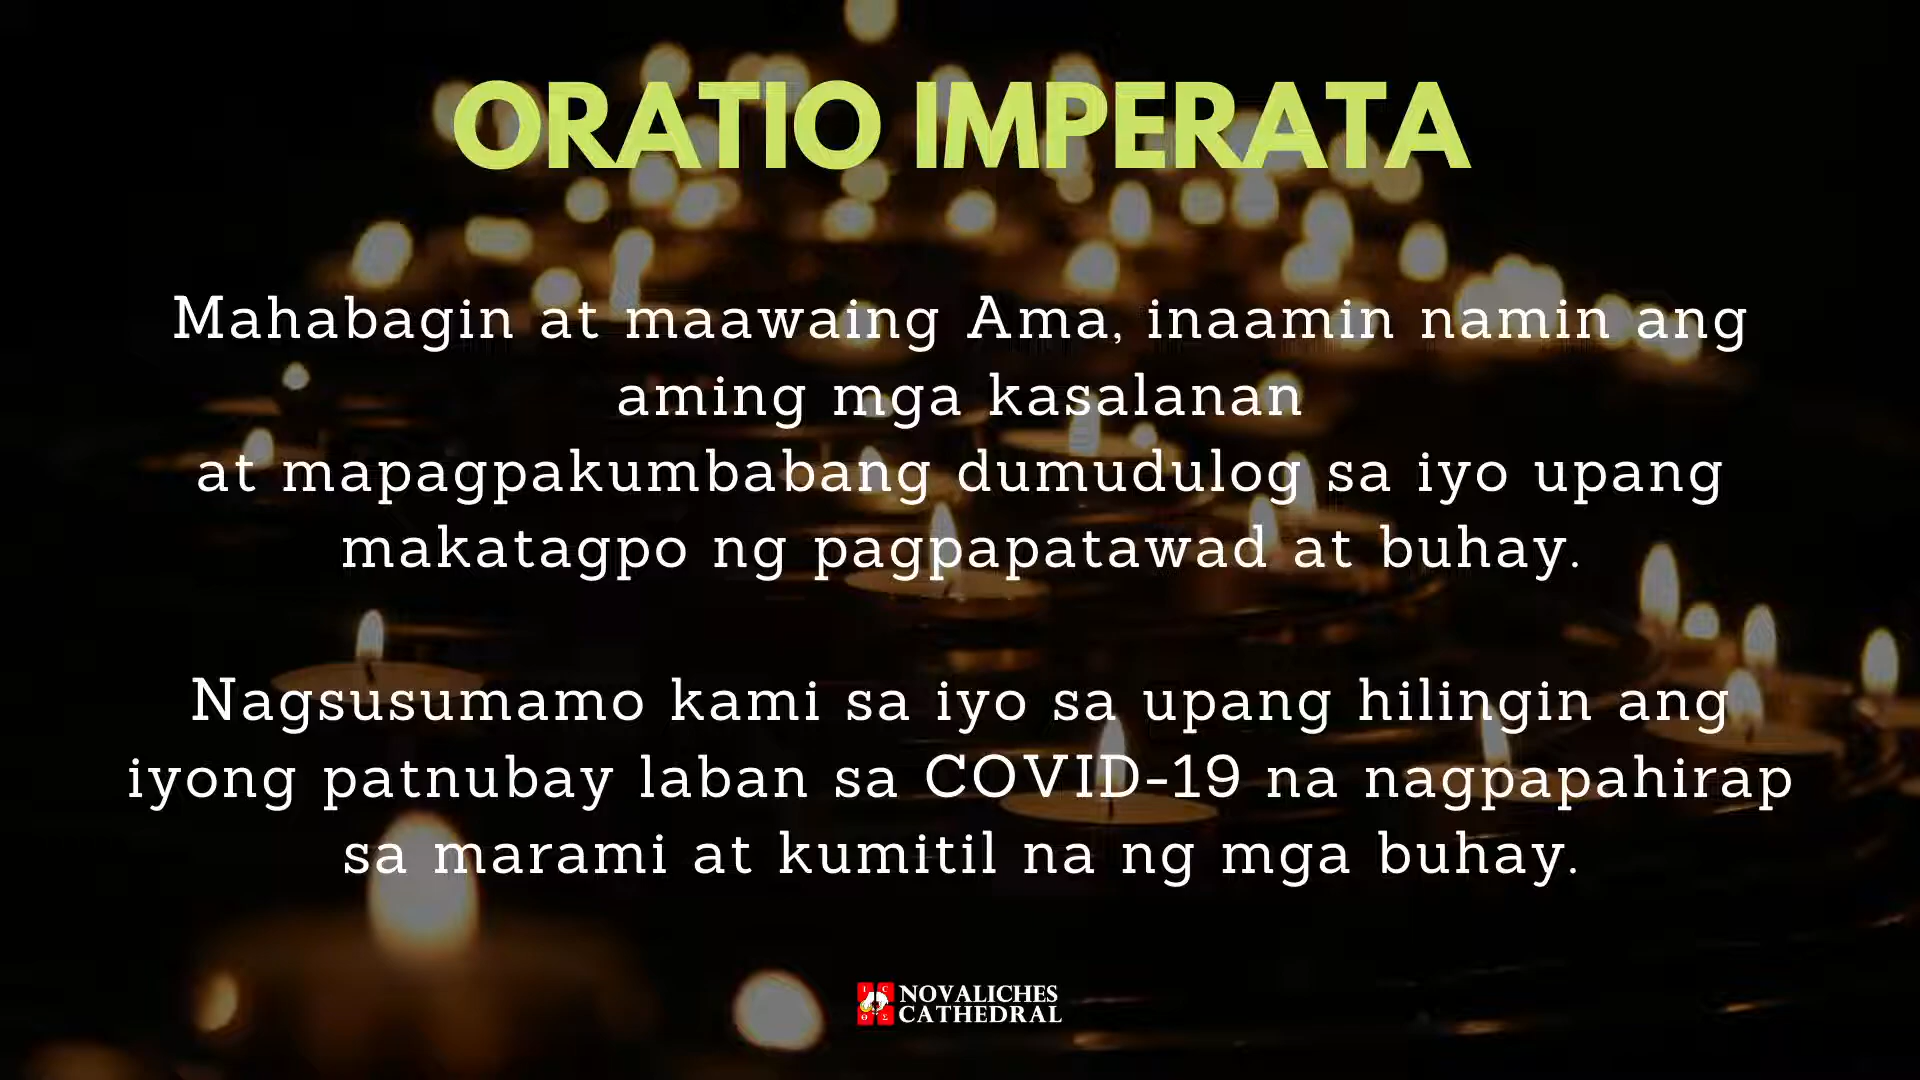 ORATIO IMPERATA
Mahabagin at maawaing Ama, inaamin namin ang
aming mga kasalanan
at mapagpakumbabang dumudulog sa iyo upang
makatagpo ng pagpapatawad at buhay.
Nagsusumamo kami sa iyo sa upang hilingin ang
iyong patnubay laban sa COVID-19 na nagpapahirap
sa marami at kumitil na ng mga buhay.
NOVALICHES
CATHEDRAL